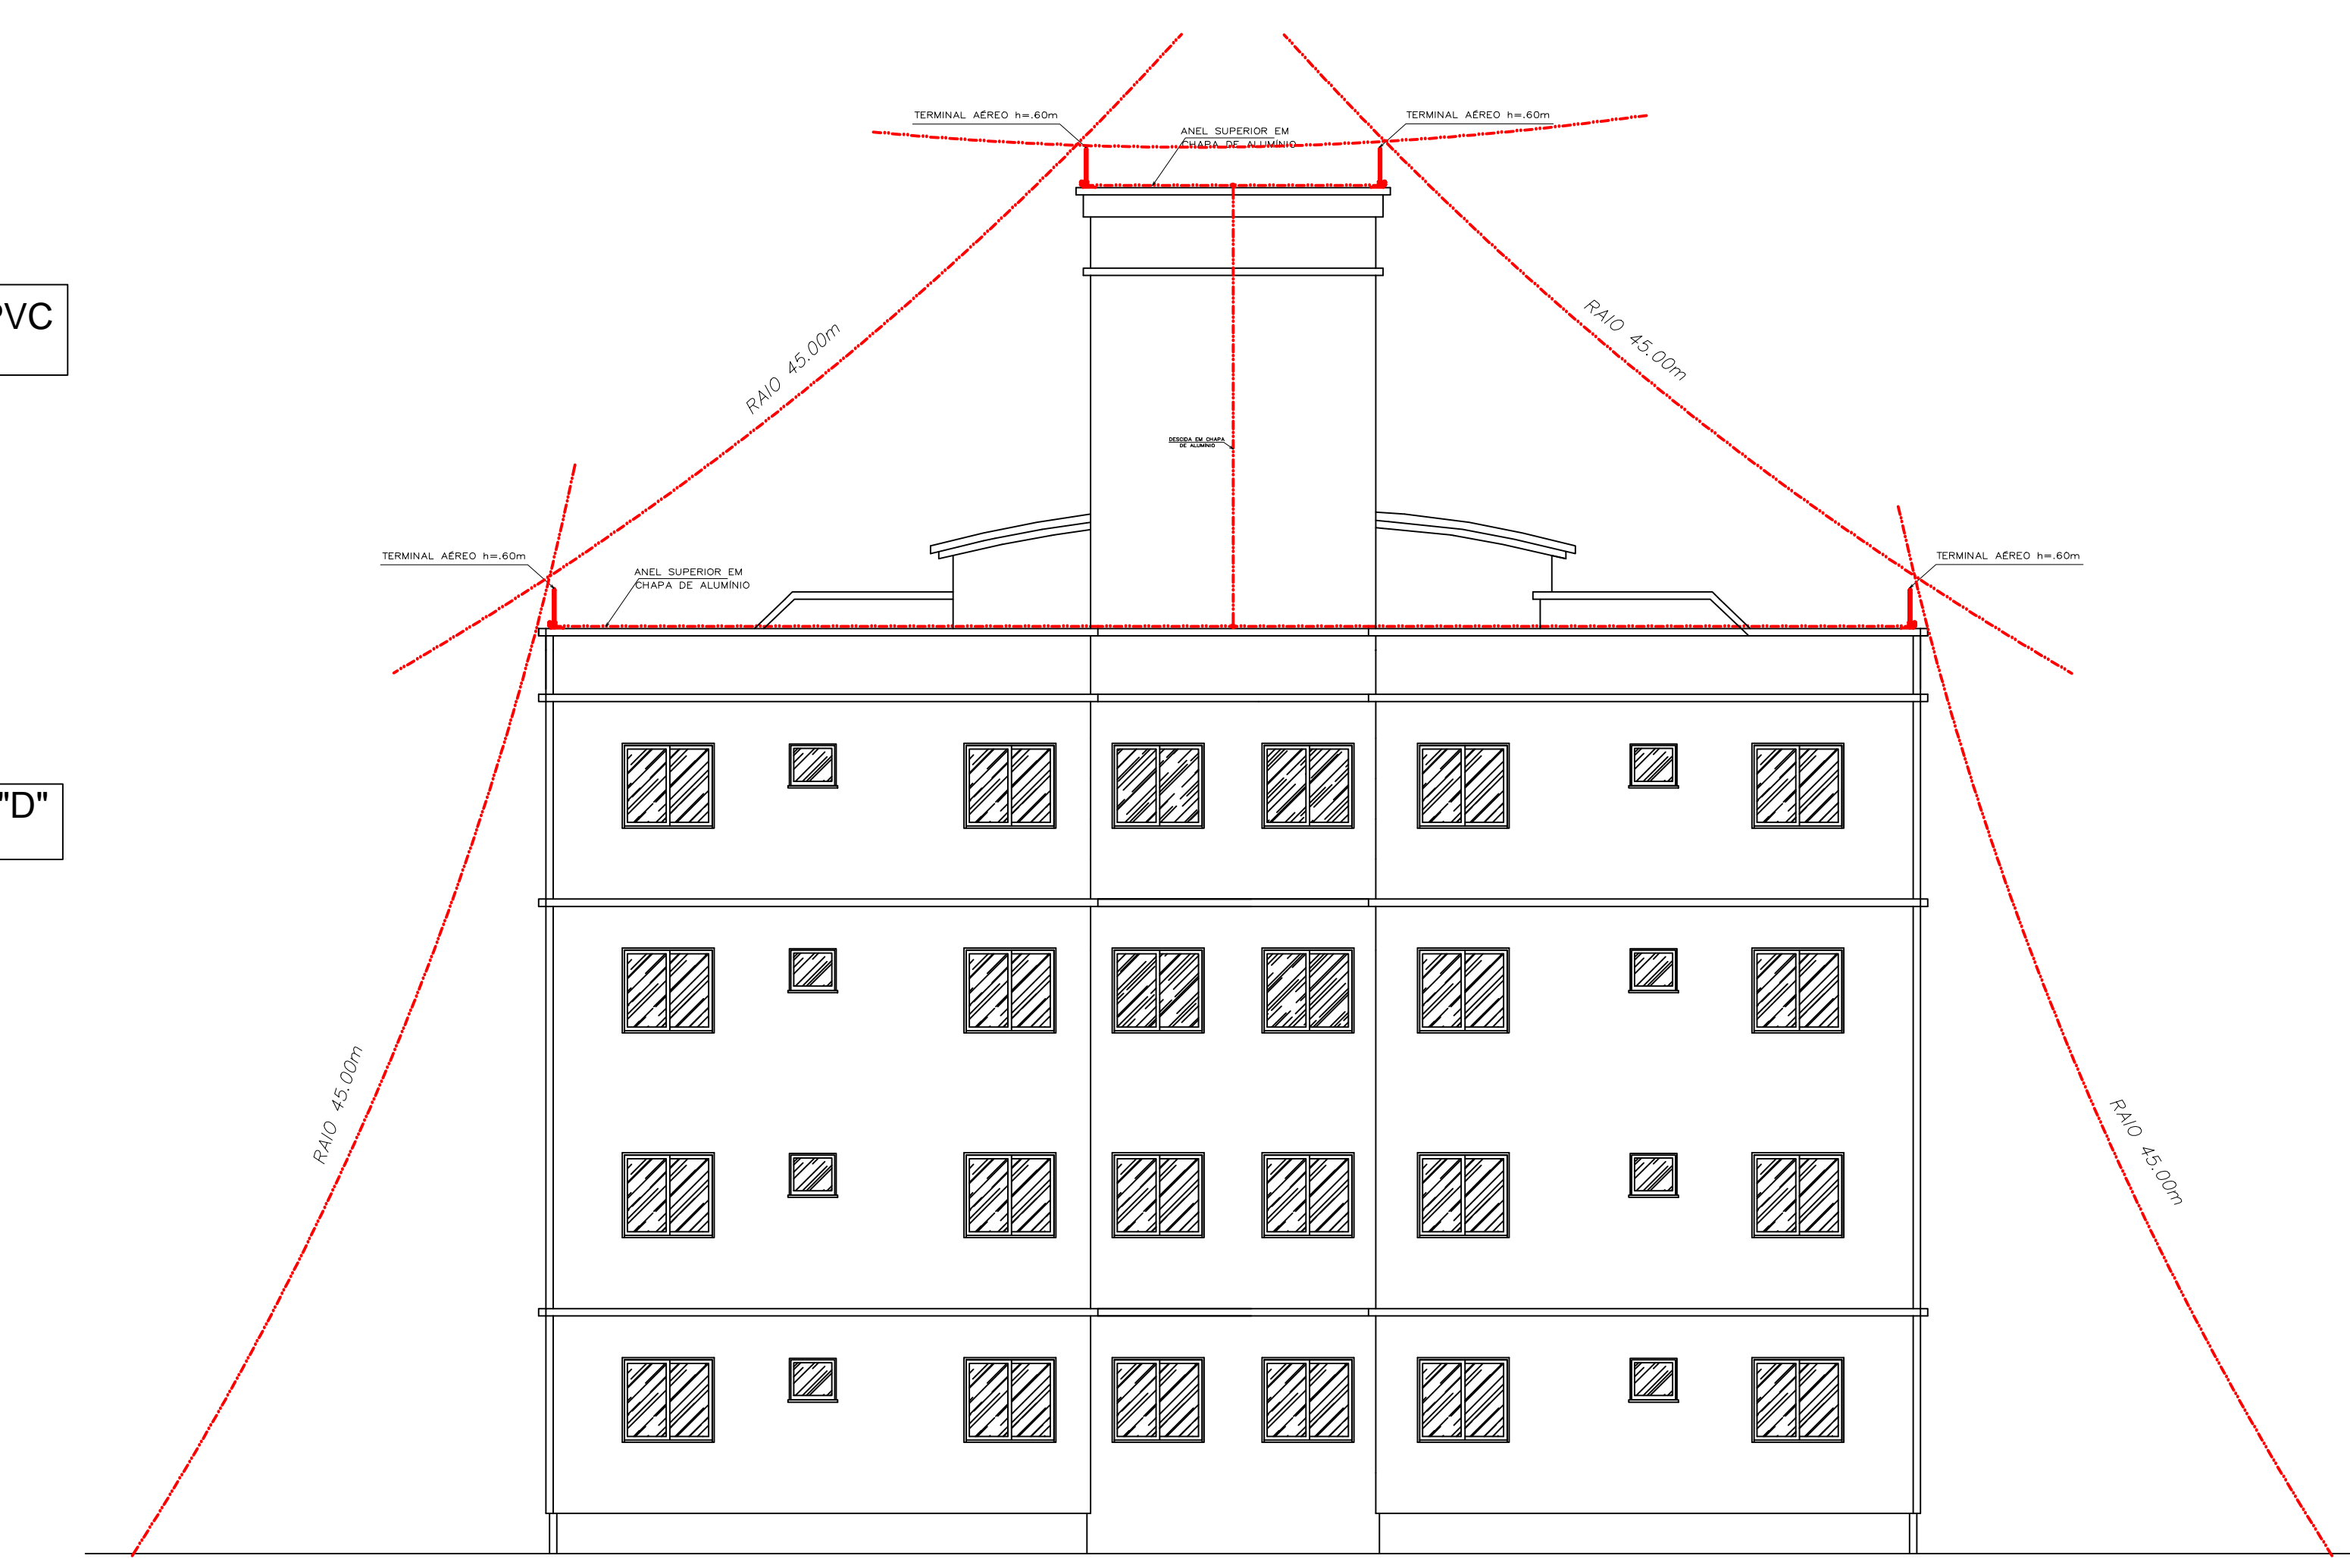 TERMINAL AÉREO h=.60m
TERMINAL AÉREO h=.60m
ANEL SUPERIOR EM
CHAPA DE ALUMÍNIO
PVC
RAIO 45.00m
RAIO 45.00m
DESCIDA EM CHAPA
DE ALUMINIO
TERMINAL AÉREO h=.60m
ANEL SUPERIOR EM
CHAPA DE ALUMÍNIO
TERMINAL AÉREO h=.60m
"D"
RAIO 45.00m
RAIO 45.00m